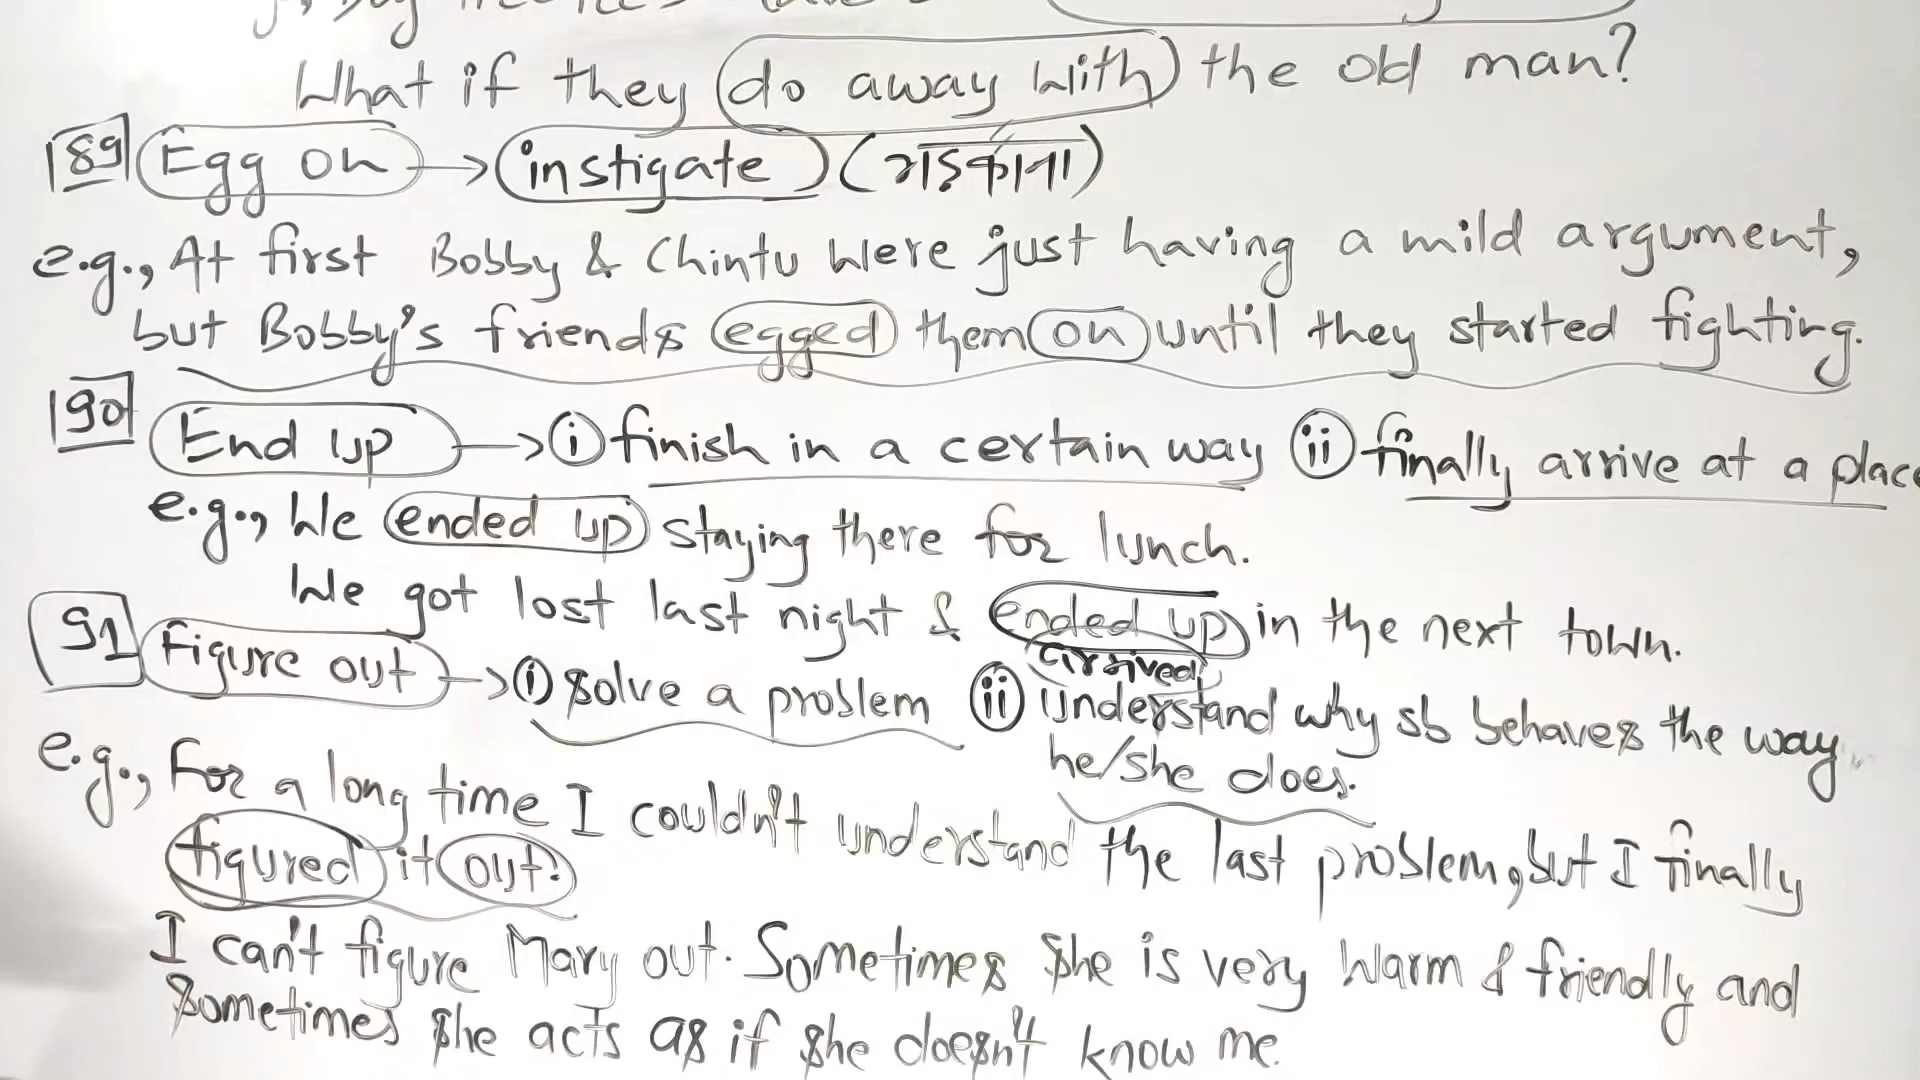 What if they do away with the old man?
89 Egg on → instigate (भड़काना)
e.g., At first Bobby & Chintu were just having a mild argument,
but Bobby's friends egged them on until they started fighting.
90 End up → (i) finish in a certain way (ii) finally arrive at a place
e.g., We ended up staying there for lunch.
We got lost last night & ended up in the next town.
arrived
91 Figure out → (i) solve a problem (ii) understand why sb behaves the way
he/she does.
e.g., For a long time I couldn't understand the last problem, but I finally
figured it out.
I can't figure Mary out. Sometimes she is very warm & friendly and
sometimes she acts as if she doesn't know me.